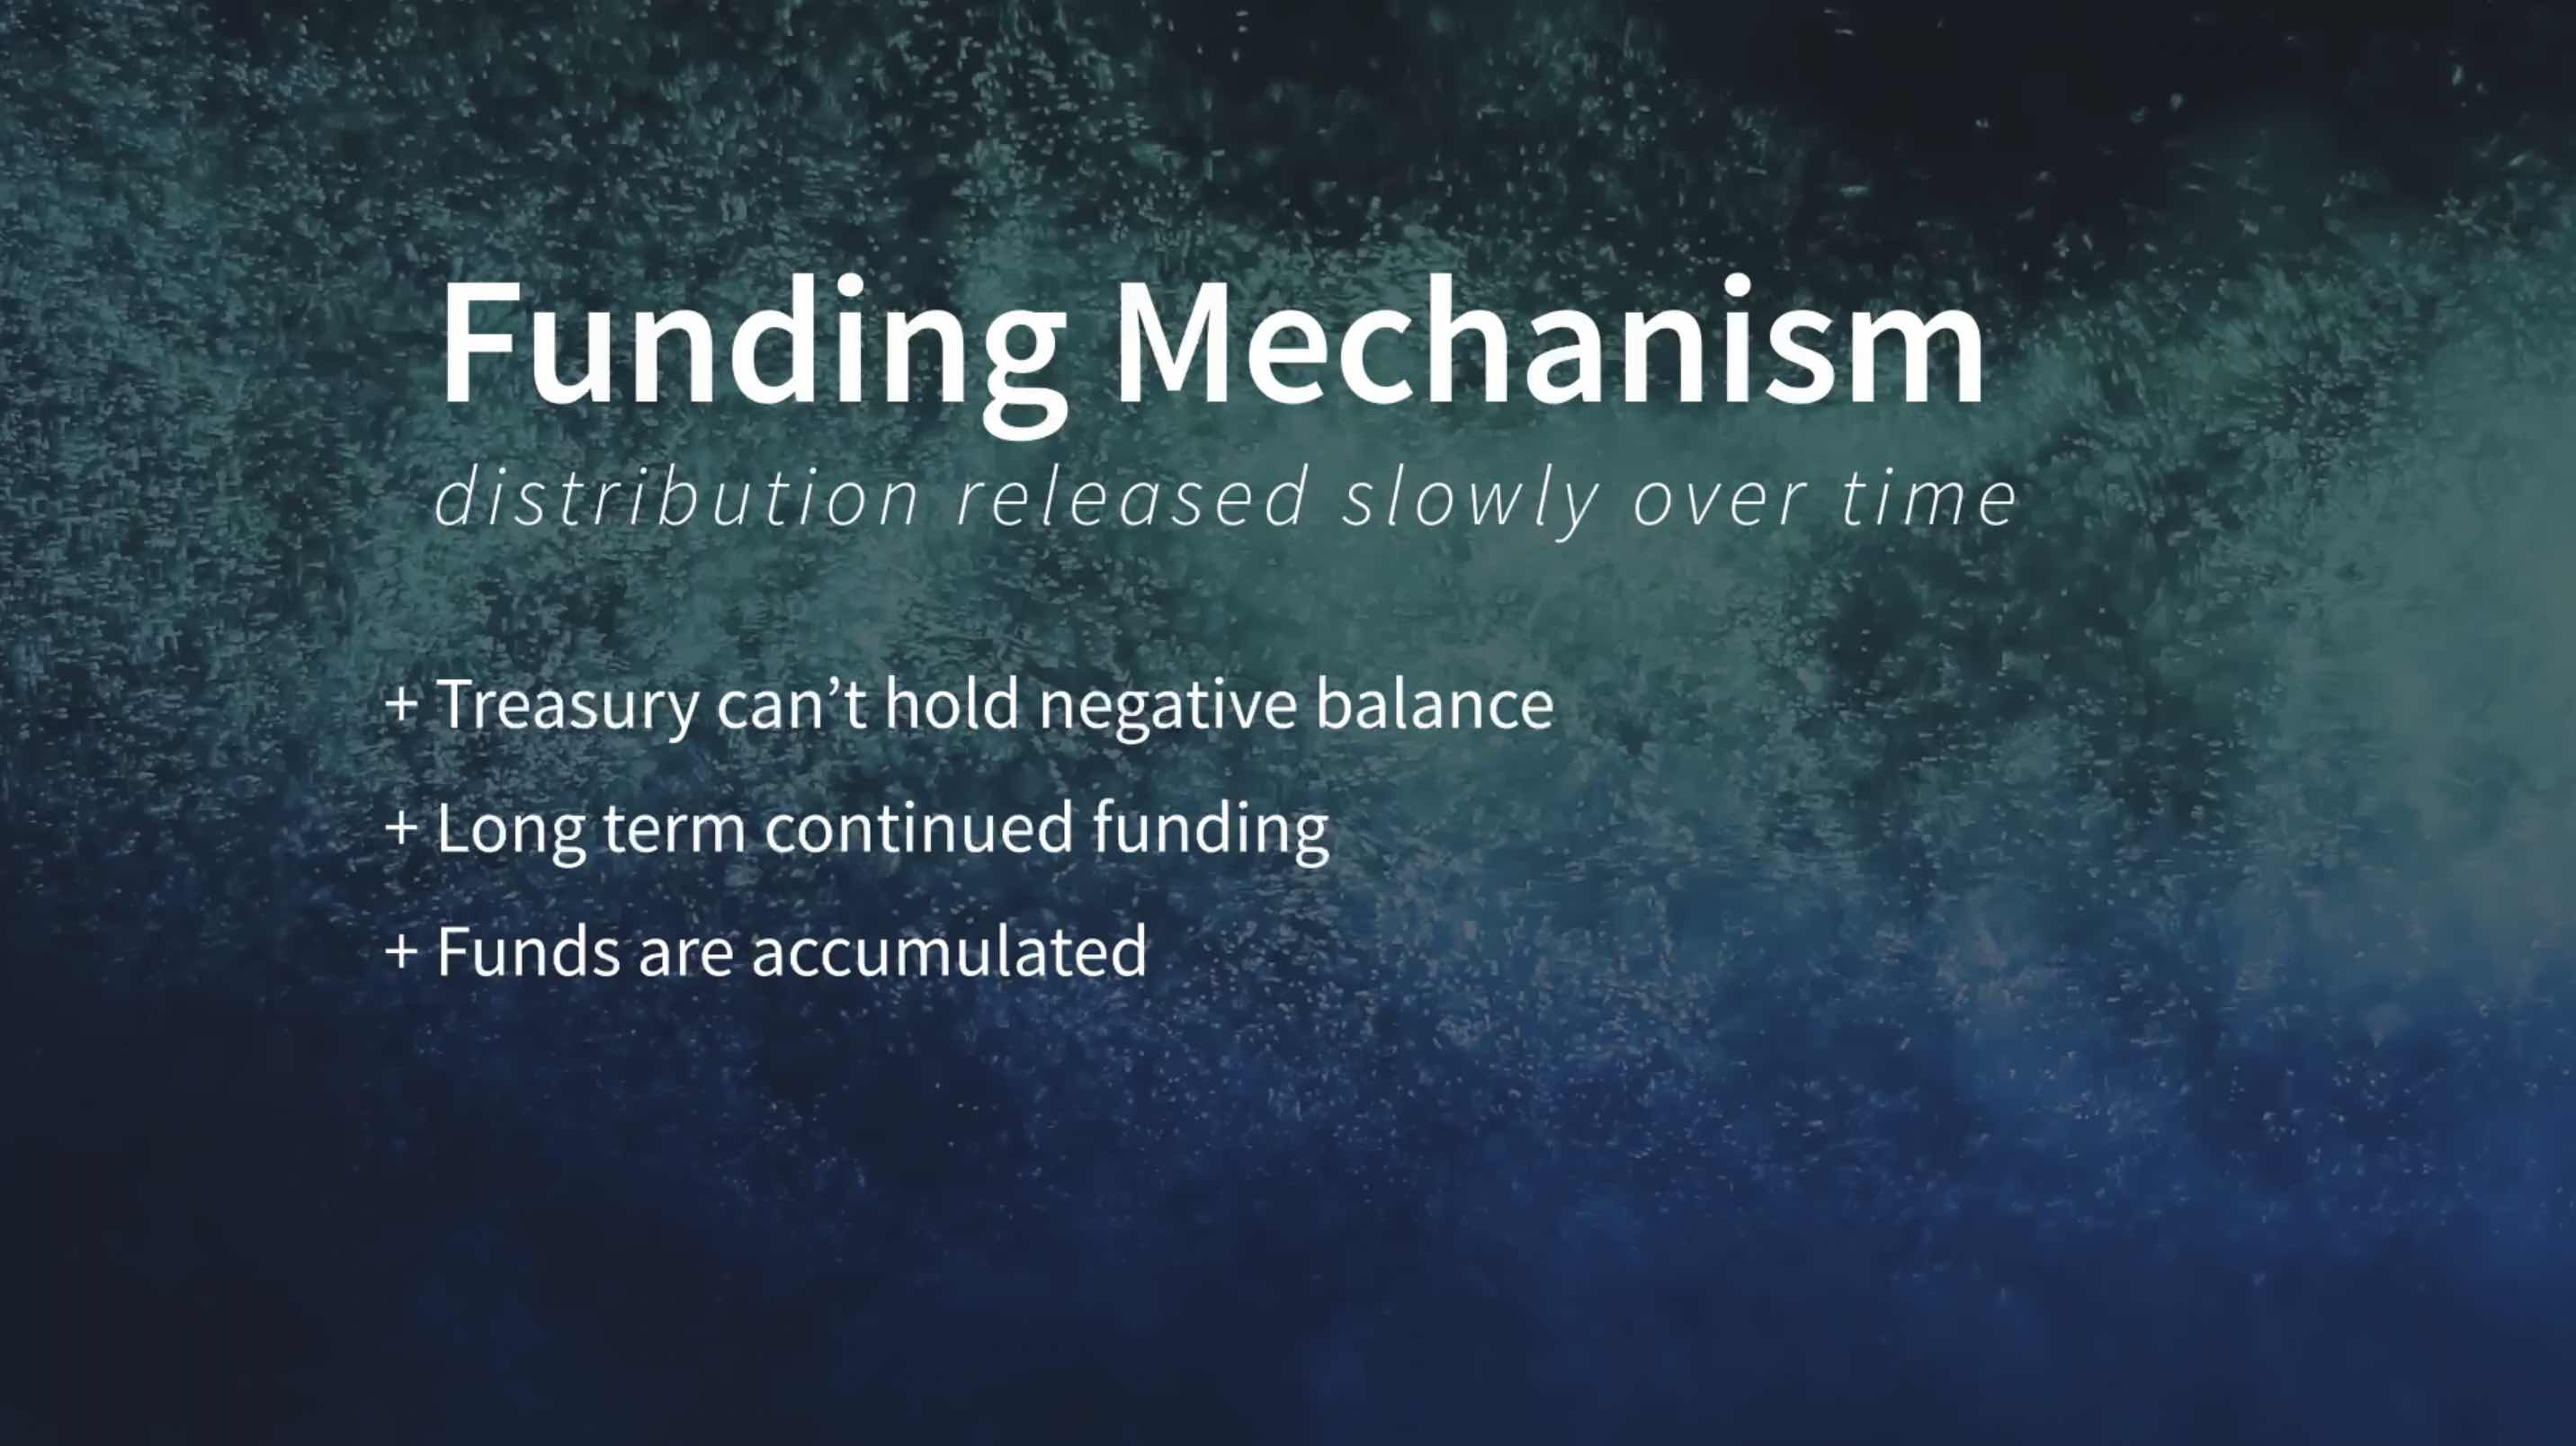 Funding Mechanism
distribution released slowly over time
+ Treasury can’t hold negative balance
+ Long term continued funding
+ Funds are accumulated